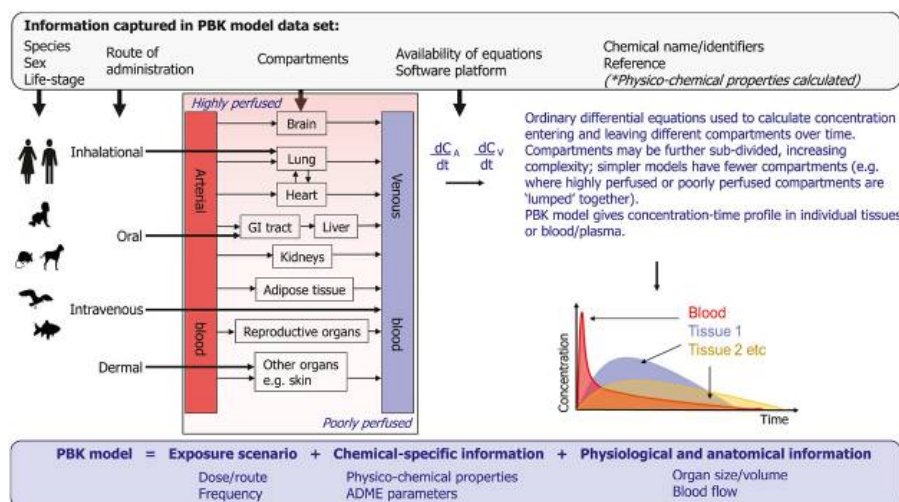 Information captured in PBK model data set:
Species
Sex
Life-stage
Route of
administration
Compartments
Availability of equations
Software platform
Chemical name/identifiers
Reference
(*Physico-chemical properties calculated)
Highly perfused
Inhalational
Oral
Intravenous
Dermal
Arterial
blood
Brain
Lung
Heart
GI tract
Liver
Kidneys
Adipose tissue
Reproductive organs
Other organs
e.g. skin
Venous
blood
Poorly perfused
dC A
dt
dC V
dt
Ordinary differential equations used to calculate concentration
entering and leaving different compartments over time.
Compartments may be further sub-divided, increasing
complexity; simpler models have fewer compartments (e.g.
where highly perfused or poorly perfused compartments are
‘lumped’ together).
PBK model gives concentration-time profile in individual tissues
or blood/plasma.
Concentration
Blood
Tissue 1
Tissue 2 etc
Time
PBK model = Exposure scenario + Chemical-specific information + Physiological and anatomical information
Dose/route Physico-chemical properties Organ size/volume
Frequency ADME parameters Blood flow